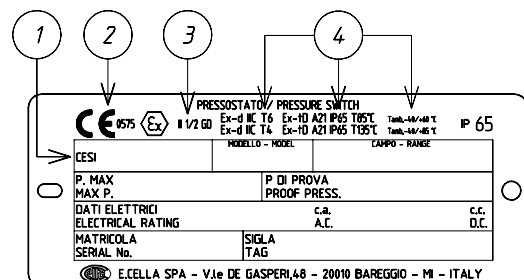 1 2 3 4
PRESSOSTATO / PRESSURE SWITCH
CE 0575 Ex II 1/2 GD Ex-d IIC T6 Ex-tD A21 IP65 T85°C Tamb.-40/+60 °C IP 65
Ex-d IIC T4 Ex-tD A21 IP65 T135°C Tamb.-40/+85 °C
CESI MODELLO - MODEL CAMPO - RANGE
P. MAX P DI PROVA
MAX P. PROOF PRESS.
DATI ELETTRICI c.a. c.c.
ELECTRICAL RATING A.C. D.C.
MATRICOLA SIGLA
SERIAL No. TAG
E.CELLA SPA - V.le DE GASPERI,48 - 20010 BAREGGIO - MI - ITALY